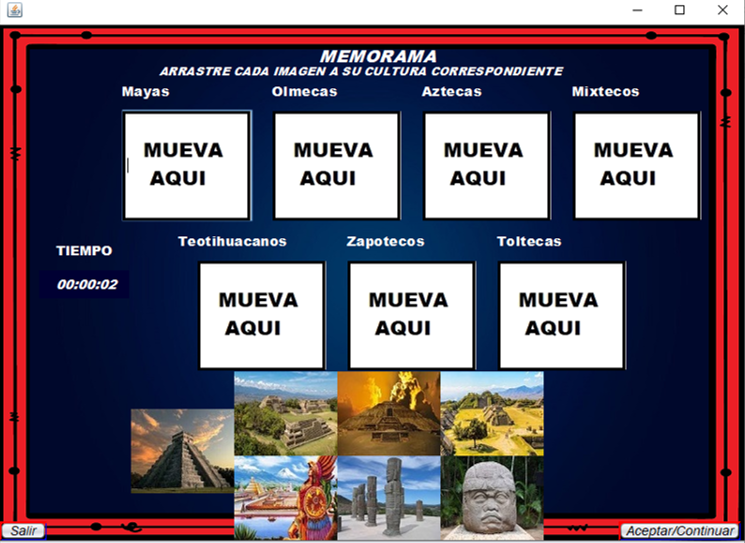 MEMORAMA
ARRASTRE CADA IMAGEN A SU CULTURA CORRESPONDIENTE
Mayas
Olmecas
Aztecas
Mixtecos
MUEVA
AQUI
MUEVA
AQUI
MUEVA
AQUI
MUEVA
AQUI
TIEMPO
00:00:02
Teotihuacanos
Zapotecos
Toltecas
MUEVA
AQUI
MUEVA
AQUI
MUEVA
AQUI
Salir
Aceptar/Continuar